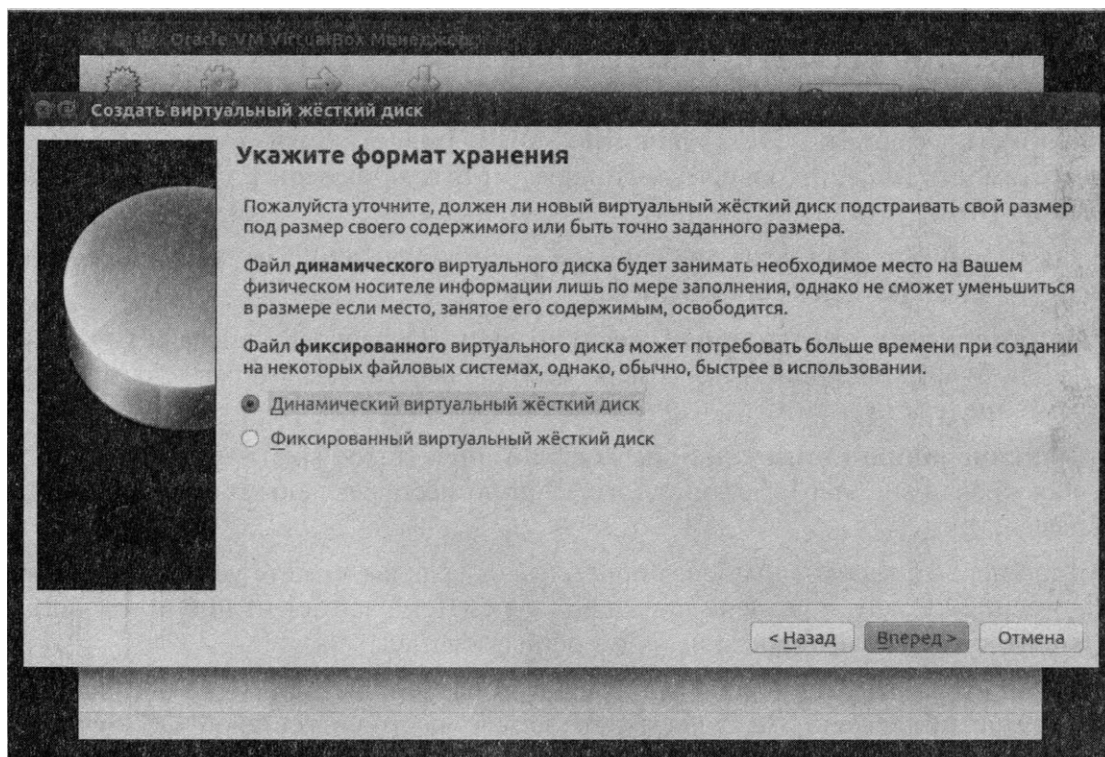 Oracle VM VirtualBox Менеджер
Создать виртуальный жёсткий диск
Укажите формат хранения
Пожалуйста уточните, должен ли новый виртуальный жёсткий диск подстраивать свой размер
под размер своего содержимого или быть точно заданного размера.
Файл динамического виртуального диска будет занимать необходимое место на Вашем
физическом носителе информации лишь по мере заполнения, однако не сможет уменьшиться
в размере если место, занятое его содержимым, освободится.
Файл фиксированного виртуального диска может потребовать больше времени при создании
на некоторых файловых системах, однако, обычно, быстрее в использовании.
Динамический виртуальный жёсткий диск
Фиксированный виртуальный жёсткий диск
< Назад Вперед > Отмена